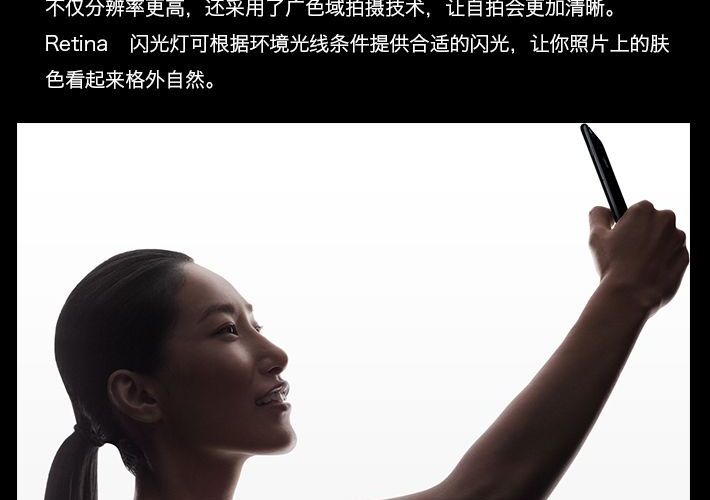 不仅分辨率更高，还采用了广色域拍摄技术，让自拍会更加清晰。
Retina 闪光灯可根据环境光线条件提供合适的闪光，让你照片上的肤
色看起来格外自然。